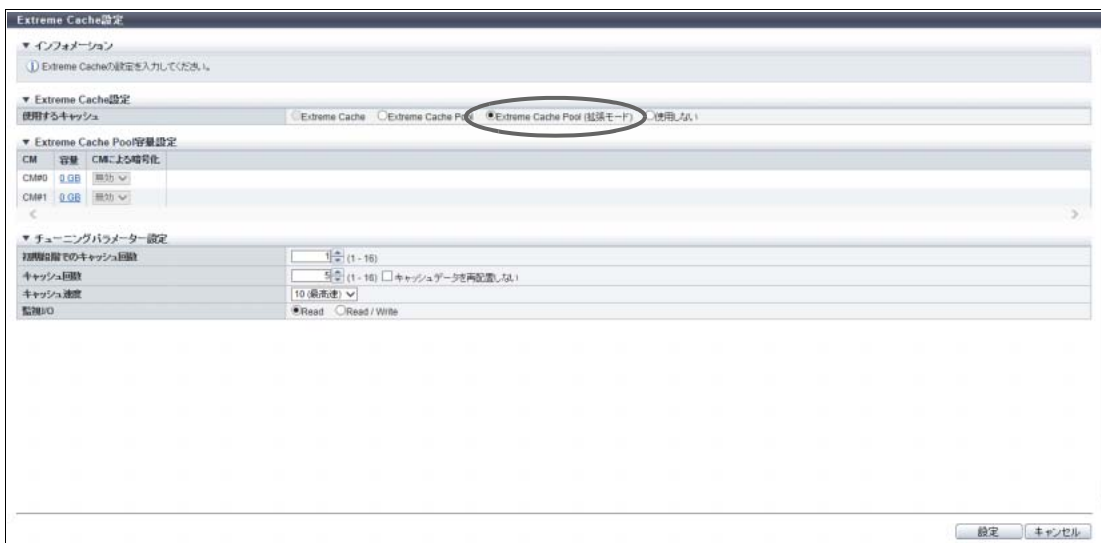 Extreme Cache設定
▼ インフォメーション
Extreme Cacheの設定を入力してください。
▼ Extreme Cache設定
使用するキャッシュ Extreme Cache Extreme Cache Pool Extreme Cache Pool (拡張モード) 使用しない
▼ Extreme Cache Pool容量設定
CM 容量 CMによる暗号化
CM#0 0 GB 無効
CM#1 0 GB 無効
< >
▼ チューニングパラメーター設定
初期段階でのキャッシュ回数 1 (1 - 16)
キャッシュ回数 5 (1 - 16) キャッシュデータを再配置しない
キャッシュ速度 10 (最高速)
監視I/O Read Read / Write
設定 キャンセル